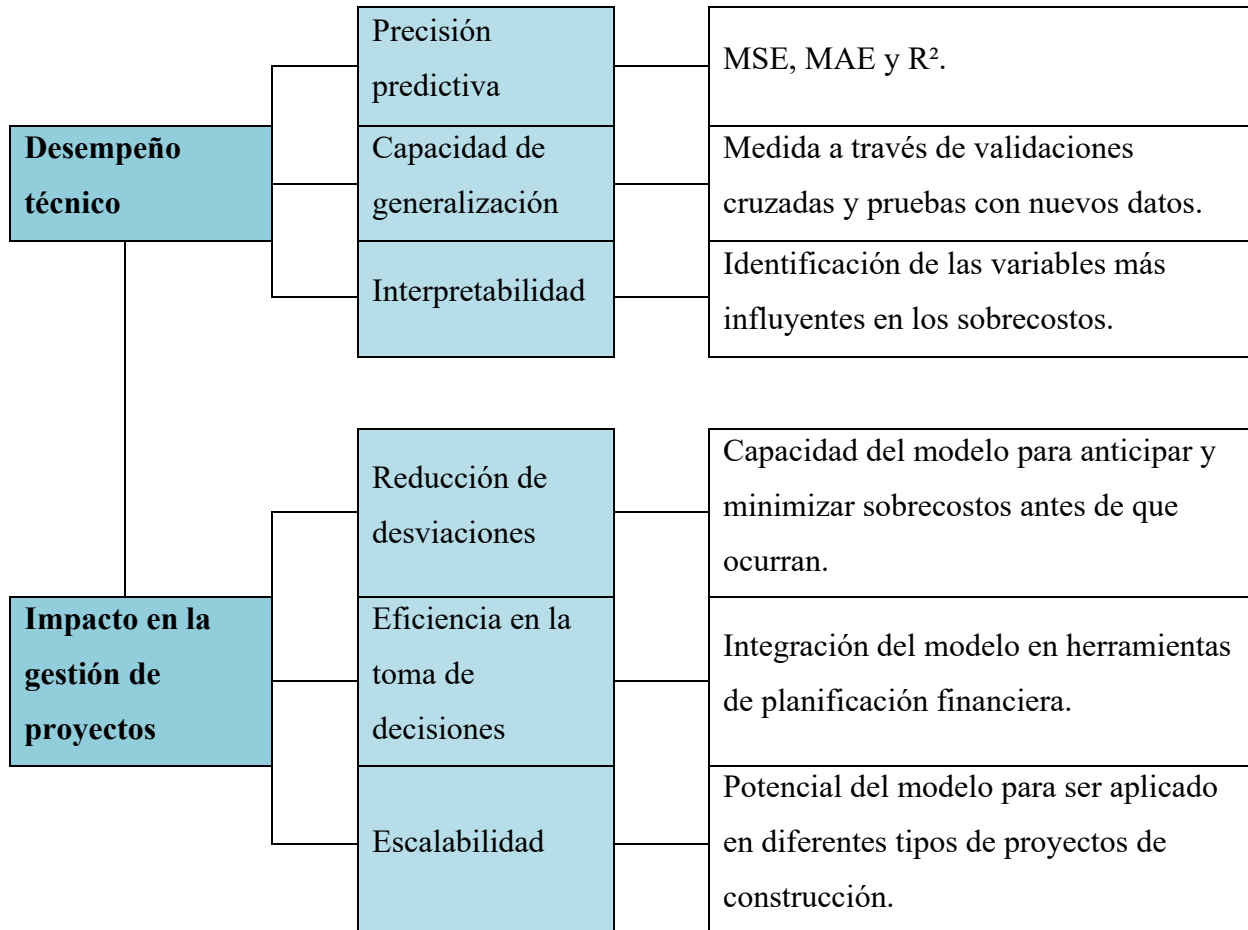 Desempeño
técnico
Precisión
predictiva
MSE, MAE y R².
Capacidad de
generalización
Medida a través de validaciones
cruzadas y pruebas con nuevos datos.
Interpretabilidad
Identificación de las variables más
influyentes en los sobrecostos.
Impacto en la
gestión de
proyectos
Reducción de
desviaciones
Capacidad del modelo para anticipar y
minimizar sobrecostos antes de que
ocurran.
Eficiencia en la
toma de
decisiones
Integración del modelo en herramientas
de planificación financiera.
Escalabilidad
Potencial del modelo para ser aplicado
en diferentes tipos de proyectos de
construcción.